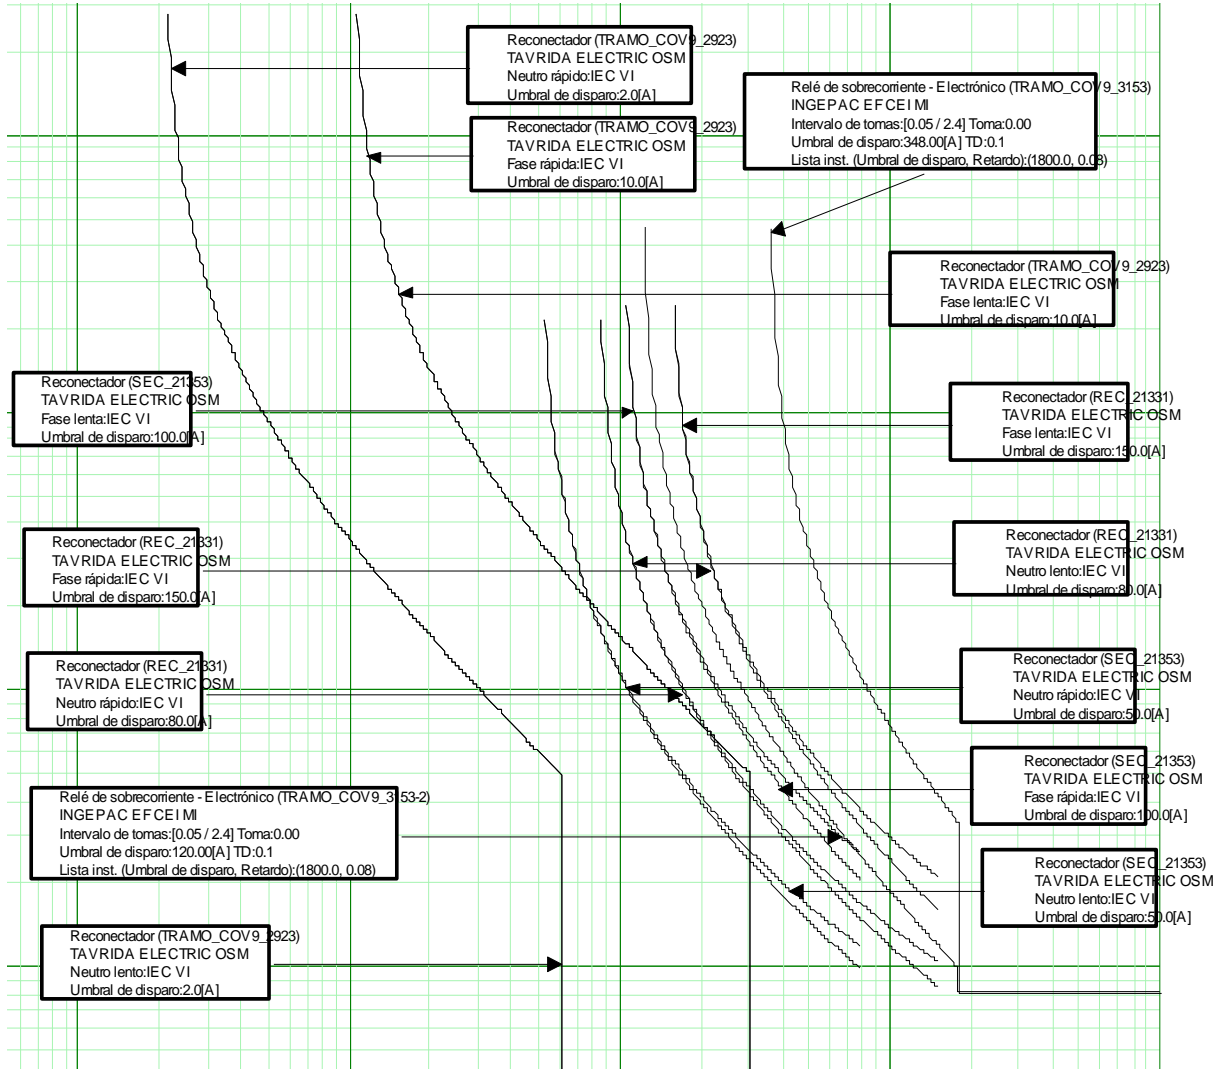 Reconectador (TRAMO_COV9_2923)
TAVRIDA ELECTRIC OSM
Neutro rápido:IEC VI
Umbral de disparo:2.0[A]
Relé de sobrecorriente - Electrónico (TRAMO_COV9_3153)
INGEPAC EFCEIMI
Intervalo de tomas:[0.05 / 2.4] Toma:0.00
Umbral de disparo:348.00[A] TD:0.1
Lista inst. (Umbral de disparo, Retardo):(1800.0, 0.08)
Reconectador (TRAMO_COV9_2923)
TAVRIDA ELECTRIC OSM
Fase rápida:IEC VI
Umbral de disparo:10.0[A]
Reconectador (TRAMO_COV9_2923)
TAVRIDA ELECTRIC OSM
Fase lenta:IEC VI
Umbral de disparo:10.0[A]
Reconectador (SEC_21353)
TAVRIDA ELECTRIC OSM
Fase lenta:IEC VI
Umbral de disparo:100.0[A]
Reconectador (REC_21331)
TAVRIDA ELECTRIC OSM
Fase lenta:IEC VI
Umbral de disparo:150.0[A]
Reconectador (REC_21331)
TAVRIDA ELECTRIC OSM
Fase rápida:IEC VI
Umbral de disparo:150.0[A]
Reconectador (REC_21331)
TAVRIDA ELECTRIC OSM
Neutro lento:IEC VI
Umbral de disparo:80.0[A]
Reconectador (REC_21331)
TAVRIDA ELECTRIC OSM
Neutro rápido:IEC VI
Umbral de disparo:80.0[A]
Reconectador (SEC_21353)
TAVRIDA ELECTRIC OSM
Neutro rápido:IEC VI
Umbral de disparo:50.0[A]
Reconectador (SEC_21353)
TAVRIDA ELECTRIC OSM
Fase rápida:IEC VI
Umbral de disparo:100.0[A]
Relé de sobrecorriente - Electrónico (TRAMO_COV9_3153-2)
INGEPAC EFCEIMI
Intervalo de tomas:[0.05 / 2.4] Toma:0.00
Umbral de disparo:120.00[A] TD:0.1
Lista inst. (Umbral de disparo, Retardo):(1800.0, 0.08)
Reconectador (SEC_21353)
TAVRIDA ELECTRIC OSM
Neutro lento:IEC VI
Umbral de disparo:50.0[A]
Reconectador (TRAMO_COV9_2923)
TAVRIDA ELECTRIC OSM
Neutro lento:IEC VI
Umbral de disparo:2.0[A]